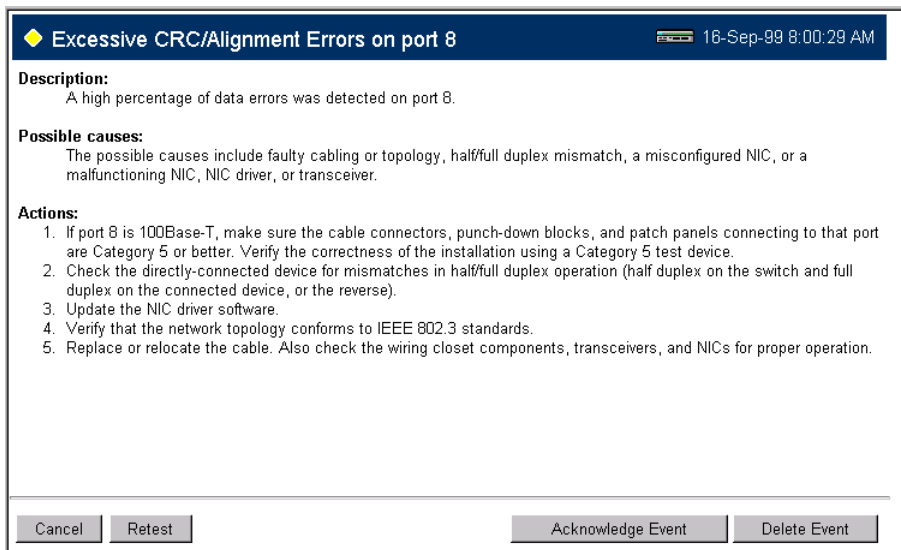 Excessive CRC/Alignment Errors on port 8
16-Sep-99 8:00:29 AM
Description:
A high percentage of data errors was detected on port 8.
Possible causes:
The possible causes include faulty cabling or topology, half/full duplex mismatch, a misconfigured NIC, or a
malfunctioning NIC, NIC driver, or transceiver.
Actions:
1. If port 8 is 100Base-T, make sure the cable connectors, punch-down blocks, and patch panels connecting to that port
are Category 5 or better. Verify the correctness of the installation using a Category 5 test device.
2. Check the directly-connected device for mismatches in half/full duplex operation (half duplex on the switch and full
duplex on the connected device, or the reverse).
3. Update the NIC driver software.
4. Verify that the network topology conforms to IEEE 802.3 standards.
5. Replace or relocate the cable. Also check the wiring closet components, transceivers, and NICs for proper operation.
Cancel
Retest
Acknowledge Event
Delete Event